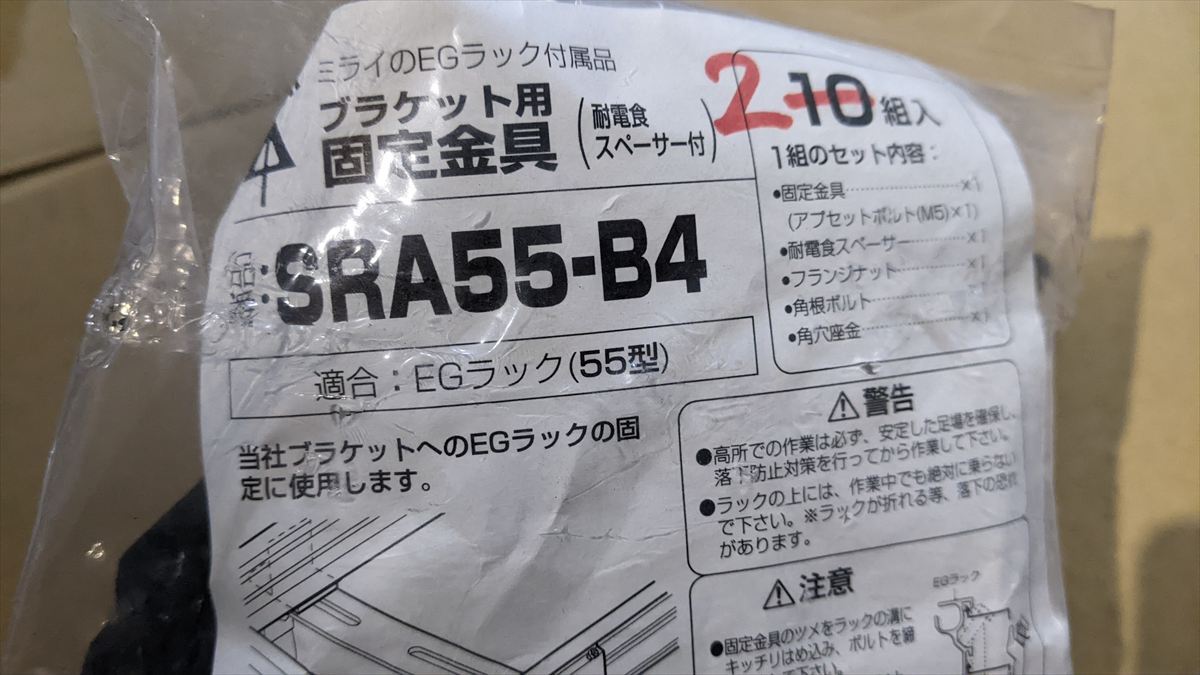 ミライのEGラック付属品
ブラケット用
固定金具
(耐電食
スペーサー付)
品番:SRA55-B4
適合:EGラック(55型)
当社ブラケットへのEGラックの固
定に使用します。
2 10組入
1組のセット内容:
●固定金具……………×1
(アプセットボルト(M5)×1)
●耐電食スペーサー……×1
●フランジナット………×1
●角根ボルト……………×1
●角穴座金………………×1
⚠警告
●高所での作業は必ず、安定した足場を確保し、
落下防止対策を行ってから作業して下さい。
●ラックの上には、作業中でも絶対に乗らない
で下さい。※ラックが折れる等、落下の恐れ
があります。
⚠注意
●固定金具のツメをラックの溝に
キッチリはめ込み、ボルトを締
EGラック